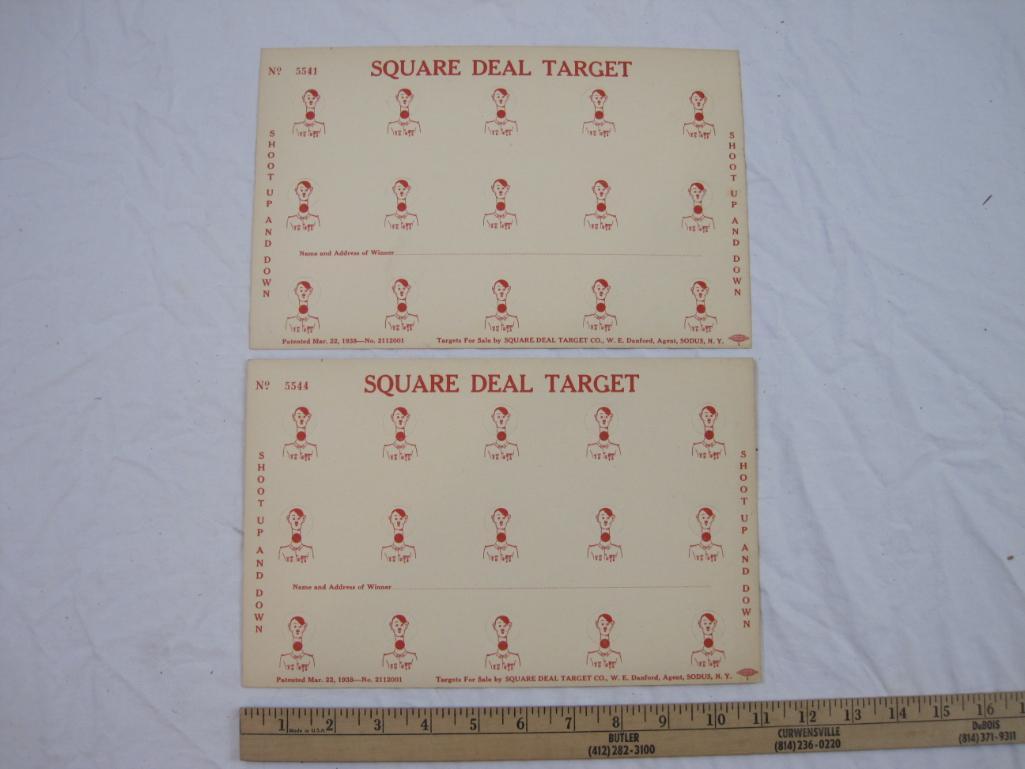 Nº 5541
SQUARE DEAL TARGET
SHOOT UP AND DOWN
SHOOT UP AND DOWN
Name and Address of Winner
Patented Mar. 22, 1938—No. 2112001
Targets For Sale by SQUARE DEAL TARGET CO., W. E. Danford, Agent, SODUS, N. Y.
Nº 5544
SQUARE DEAL TARGET
SHOOT UP AND DOWN
SHOOT UP AND DOWN
Name and Address of Winner
Patented Mar. 22, 1938—No. 2112001
Targets For Sale by SQUARE DEAL TARGET CO., W. E. Danford, Agent, SODUS, N. Y.
1 2 3 4 5 6 7 8 9 10 11 12 13 14 15 16
Made in U.S.A.
BUTLER
(412) 282-3100
CURWENSVILLE
(814) 236-0220
DuBOIS
(814) 371-9311